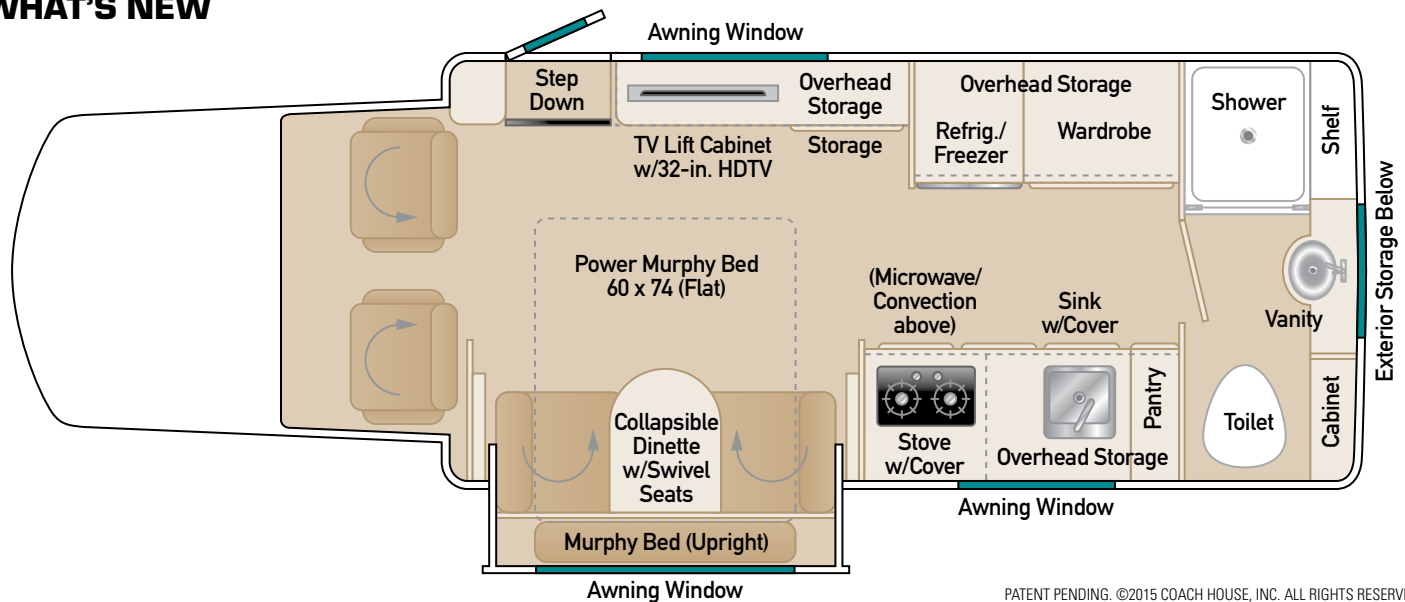 WHAT'S NEW
Awning Window
Step
Down
Overhead
Storage
Overhead Storage
Shower
Shelf
TV Lift Cabinet
w/32-in. HDTV
Storage
Refrig./
Freezer
Wardrobe
Exterior Storage Below
Power Murphy Bed
60 x 74 (Flat)
(Microwave/
Convection
above)
Sink
w/Cover
Vanity
Collapsible
Dinette
w/Swivel
Seats
Stove
w/Cover
Overhead Storage
Pantry
Toilet
Cabinet
Murphy Bed (Upright)
Awning Window
Awning Window
PATENT PENDING. ©2015 COACH HOUSE, INC. ALL RIGHTS RESERV